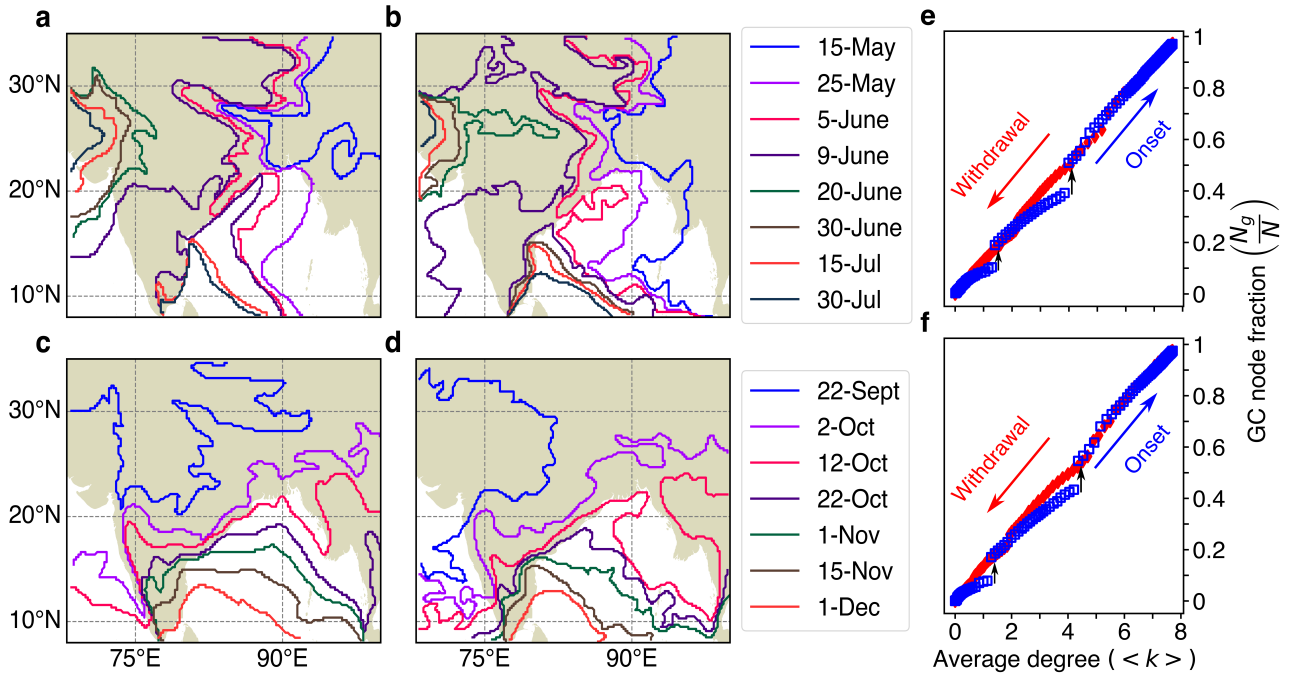 a
b
30°N
20°N
10°N
15-May
25-May
5-June
9-June
20-June
30-June
15-Jul
30-Jul
c
d
30°N
20°N
10°N
75°E
90°E
75°E
90°E
22-Sept
2-Oct
12-Oct
22-Oct
1-Nov
15-Nov
1-Dec
e
Withdrawal
Onset
1
0.8
0.6
0.4
0.2
0
f
Withdrawal
Onset
1
0.8
0.6
0.4
0.2
0
0
2
4
6
8
Average degree ( < k > )
GC node fraction (N_g/N)